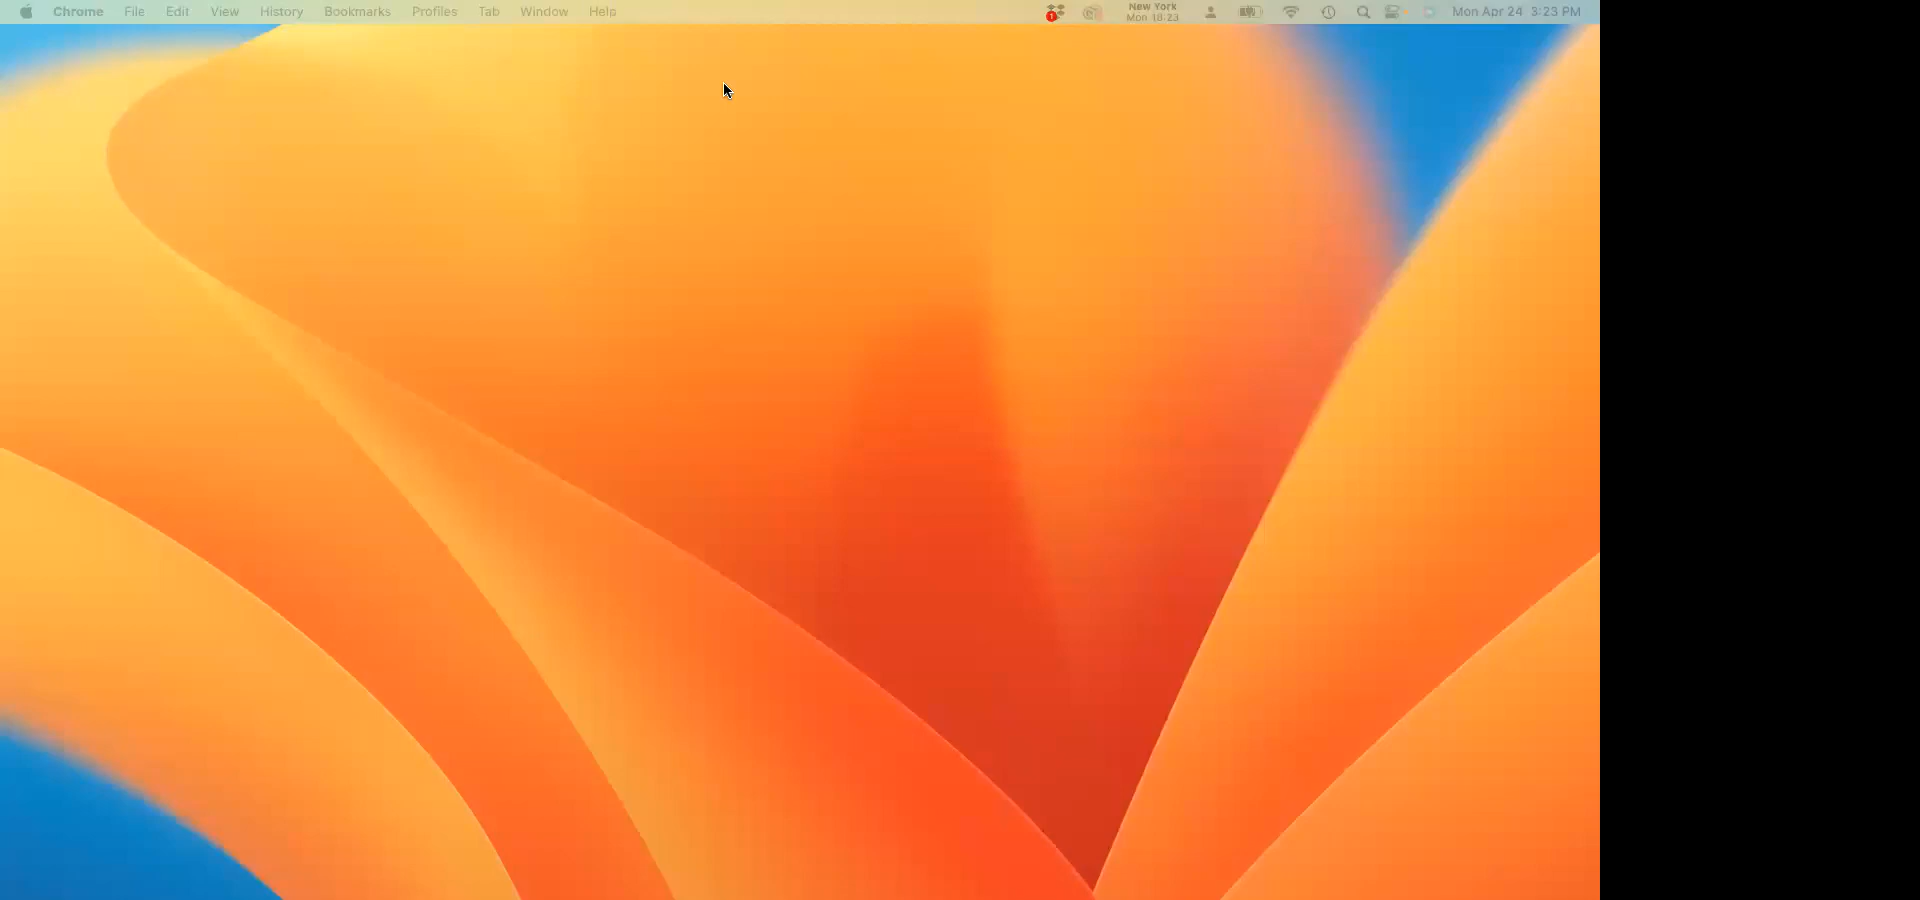 Chrome File Edit View History Bookmarks Profiles Tab Window Help 1 New York Mon Apr 24 3:23 PM
Mon 18:23